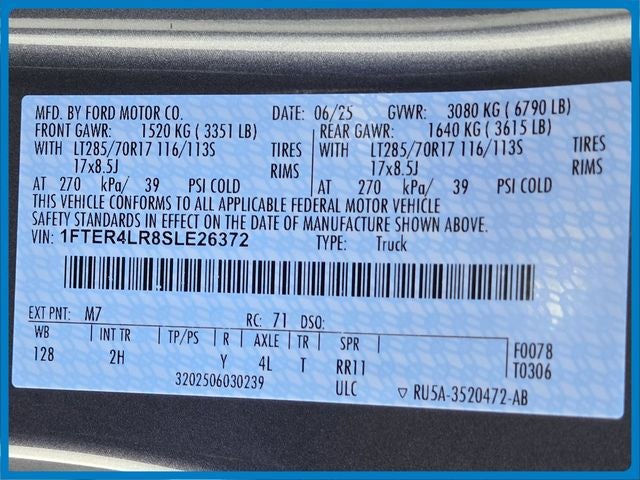 MFD. BY FORD MOTOR CO. DATE: 06/25 GVWR: 3080 KG ( 6790 LB)
FRONT GAWR: 1520 KG ( 3351 LB) REAR GAWR: 1640 KG ( 3615 LB)
WITH LT285/70R17 116/113S TIRES WITH LT285/70R17 116/113S TIRES
17x8.5J RIMS 17x8.5J RIMS
AT 270 kPa/ 39 PSI COLD AT 270 kPa/ 39 PSI COLD
THIS VEHICLE CONFORMS TO ALL APPLICABLE FEDERAL MOTOR VEHICLE
SAFETY STANDARDS IN EFFECT ON THE DATE OF MANUFACTURE SHOWN ABOVE.
VIN: 1FTER4LR8SLE26372 TYPE: Truck
EXT PNT: M7 RC: 71 DSO:
WB INT TR TP/PS R AXLE TR SPR
128 2H Y 4L T RR11 F0078
T0306
3202506030239 ULC ▽ RU5A-3520472-AB